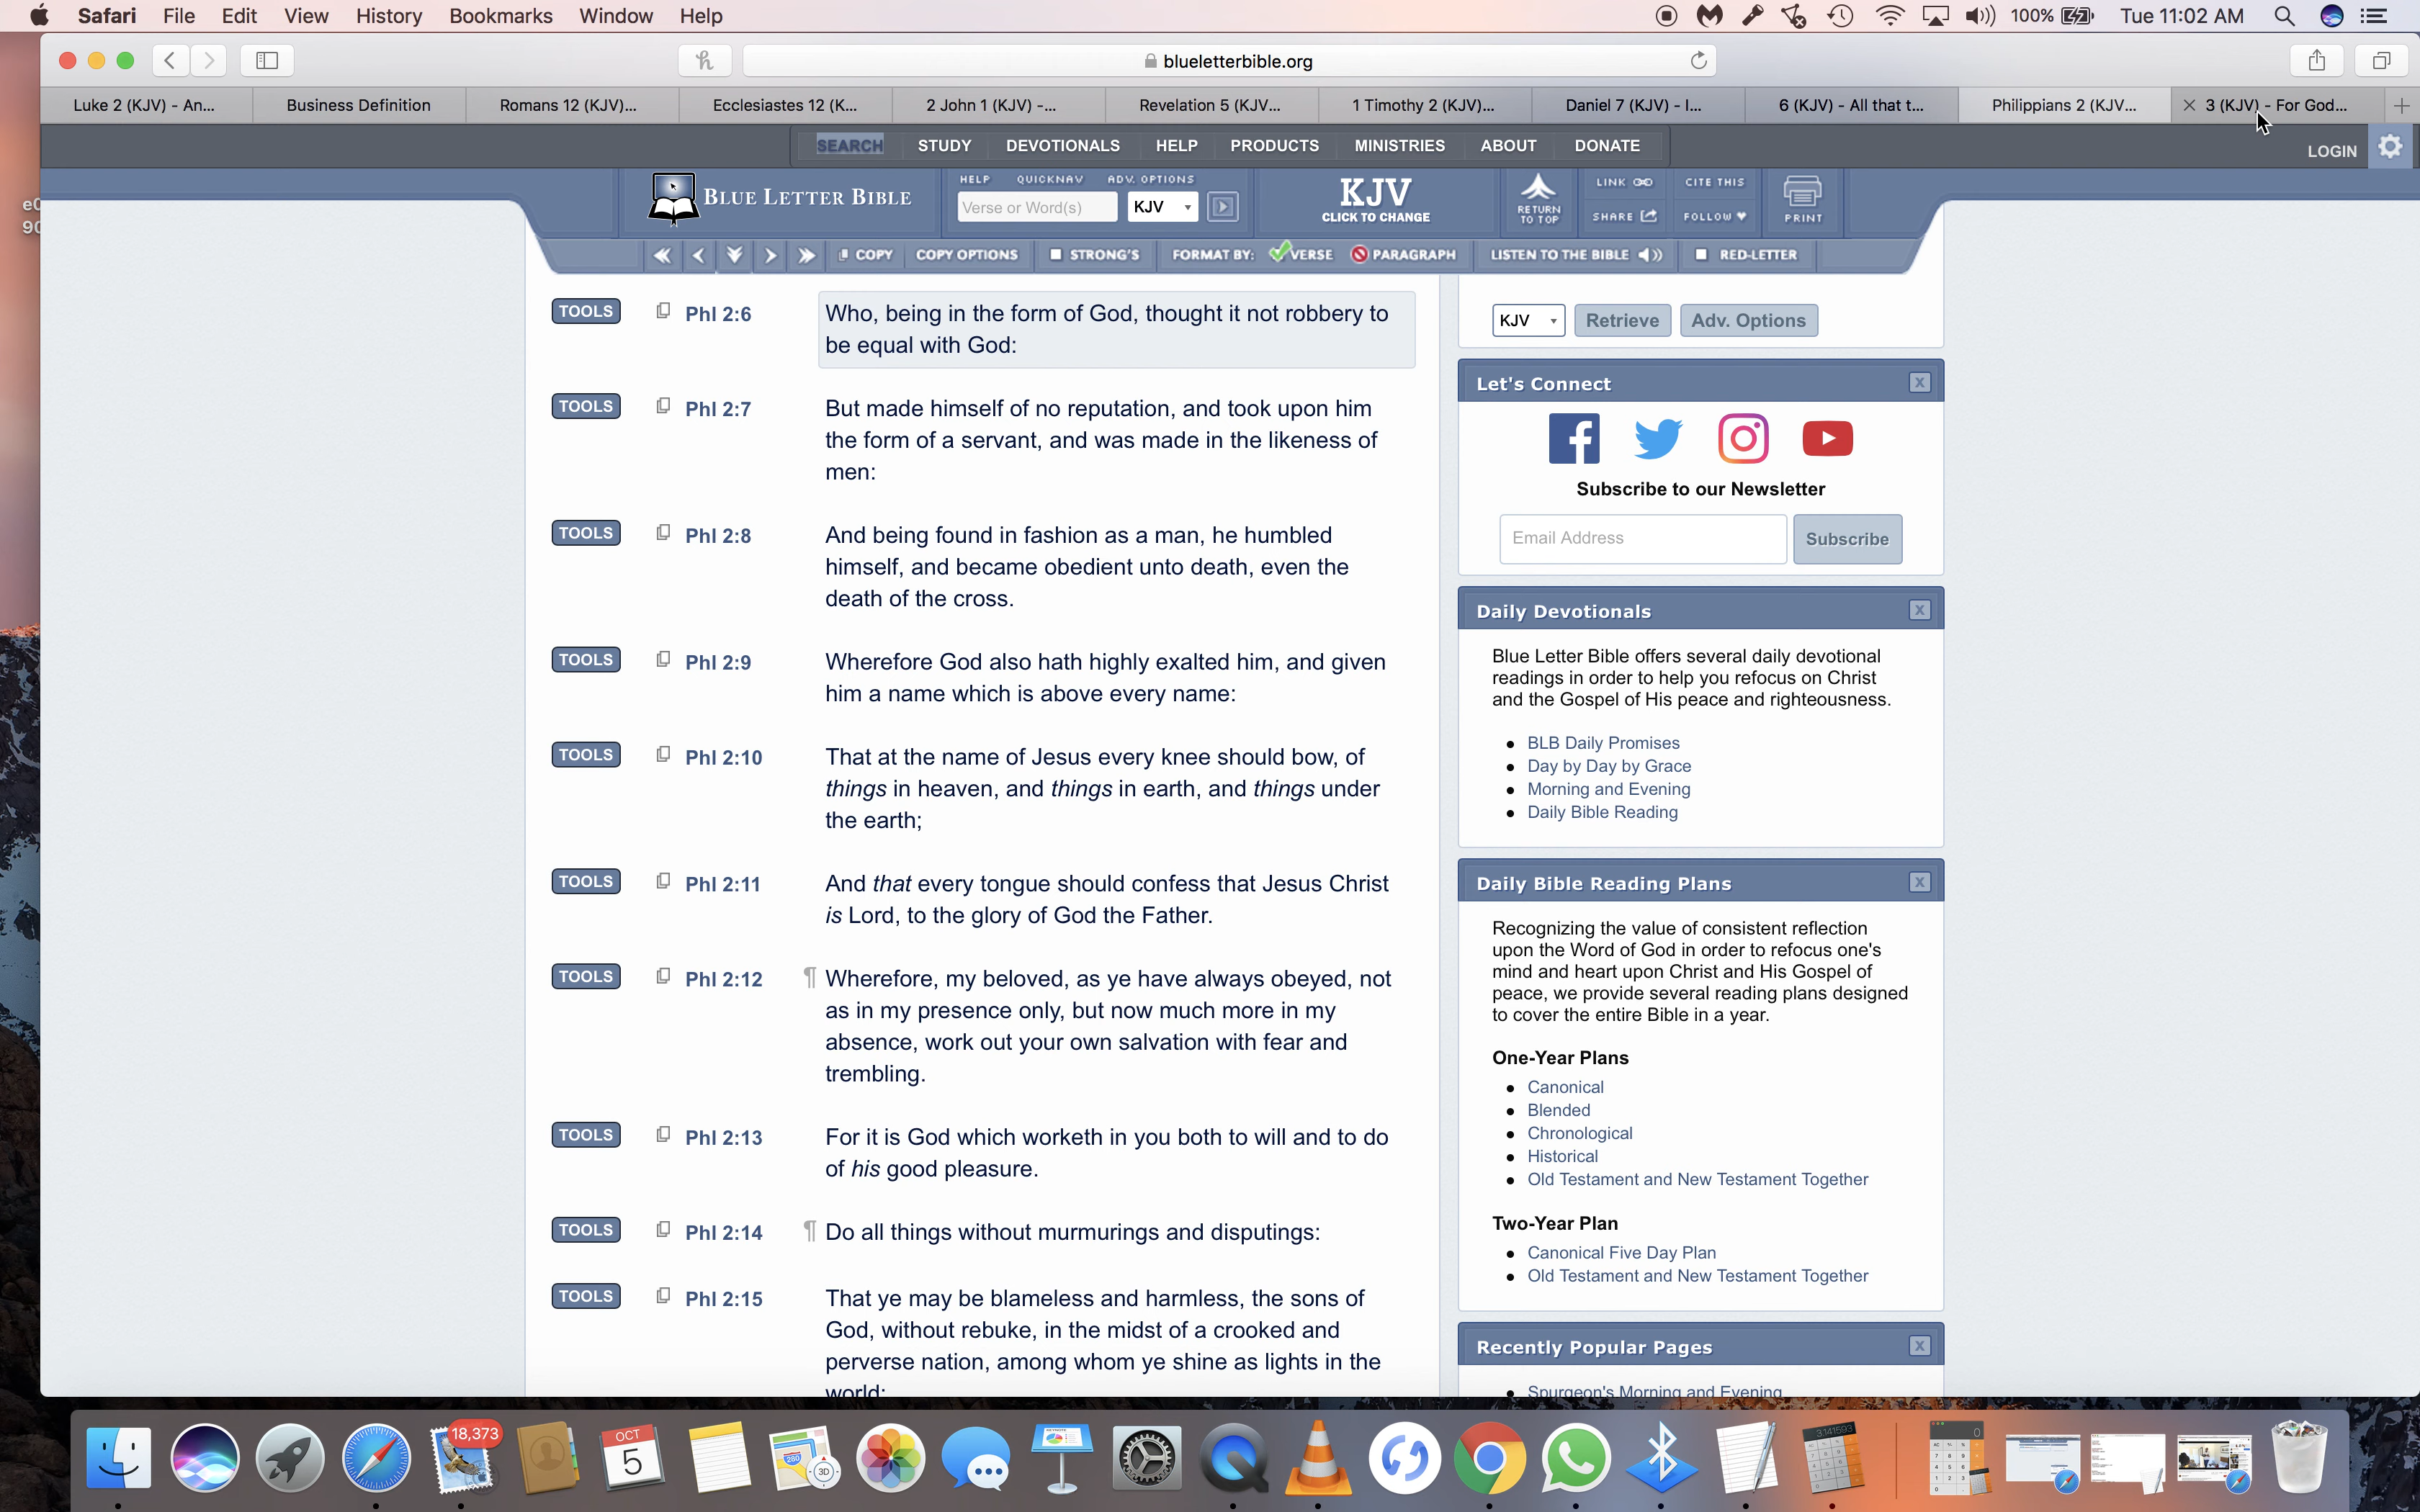 Safari File Edit View History Bookmarks Window Help 100% Tue 11:02 AM
blueletterbible.org
Luke 2 (KJV) - An... Business Definition Romans 12 (KJV)... Ecclesiastes 12 (K... 2 John 1 (KJV) -... Revelation 5 (KJV... 1 Timothy 2 (KJV)... Daniel 7 (KJV) - I... 6 (KJV) - All that t... Philippians 2 (KJV... 3 (KJV) - For God...
SEARCH STUDY DEVOTIONALS HELP PRODUCTS MINISTRIES ABOUT DONATE LOGIN
HELP QUICKNAV ADV. OPTIONS
BLUE LETTER BIBLE
Verse or Word(s) KJV
KJV
CLICK TO CHANGE
RETURN
TO TOP
LINK CITE THIS
SHARE FOLLOW
PRINT
COPY COPY OPTIONS STRONG'S FORMAT BY: VERSE PARAGRAPH LISTEN TO THE BIBLE RED-LETTER
TOOLS Phl 2:6 Who, being in the form of God, thought it not robbery to
be equal with God:
TOOLS Phl 2:7 But made himself of no reputation, and took upon him
the form of a servant, and was made in the likeness of
men:
TOOLS Phl 2:8 And being found in fashion as a man, he humbled
himself, and became obedient unto death, even the
death of the cross.
TOOLS Phl 2:9 Wherefore God also hath highly exalted him, and given
him a name which is above every name:
TOOLS Phl 2:10 That at the name of Jesus every knee should bow, of
things in heaven, and things in earth, and things under
the earth;
TOOLS Phl 2:11 And that every tongue should confess that Jesus Christ
is Lord, to the glory of God the Father.
TOOLS Phl 2:12 ¶ Wherefore, my beloved, as ye have always obeyed, not
as in my presence only, but now much more in my
absence, work out your own salvation with fear and
trembling.
TOOLS Phl 2:13 For it is God which worketh in you both to will and to do
of his good pleasure.
TOOLS Phl 2:14 ¶ Do all things without murmurings and disputings:
TOOLS Phl 2:15 That ye may be blameless and harmless, the sons of
God, without rebuke, in the midst of a crooked and
perverse nation, among whom ye shine as lights in the
world;
KJV Retrieve Adv. Options
Let's Connect
Subscribe to our Newsletter
Email Address Subscribe
Daily Devotionals
Blue Letter Bible offers several daily devotional
readings in order to help you refocus on Christ
and the Gospel of His peace and righteousness.
BLB Daily Promises
Day by Day by Grace
Morning and Evening
Daily Bible Reading
Daily Bible Reading Plans
Recognizing the value of consistent reflection
upon the Word of God in order to refocus one's
mind and heart upon Christ and His Gospel of
peace, we provide several reading plans designed
to cover the entire Bible in a year.
One-Year Plans
Canonical
Blended
Chronological
Historical
Old Testament and New Testament Together
Two-Year Plan
Canonical Five Day Plan
Old Testament and New Testament Together
Recently Popular Pages
Spurgeon's Morning and Evening
18,373
OCT
5
280
3D
3.141593
0